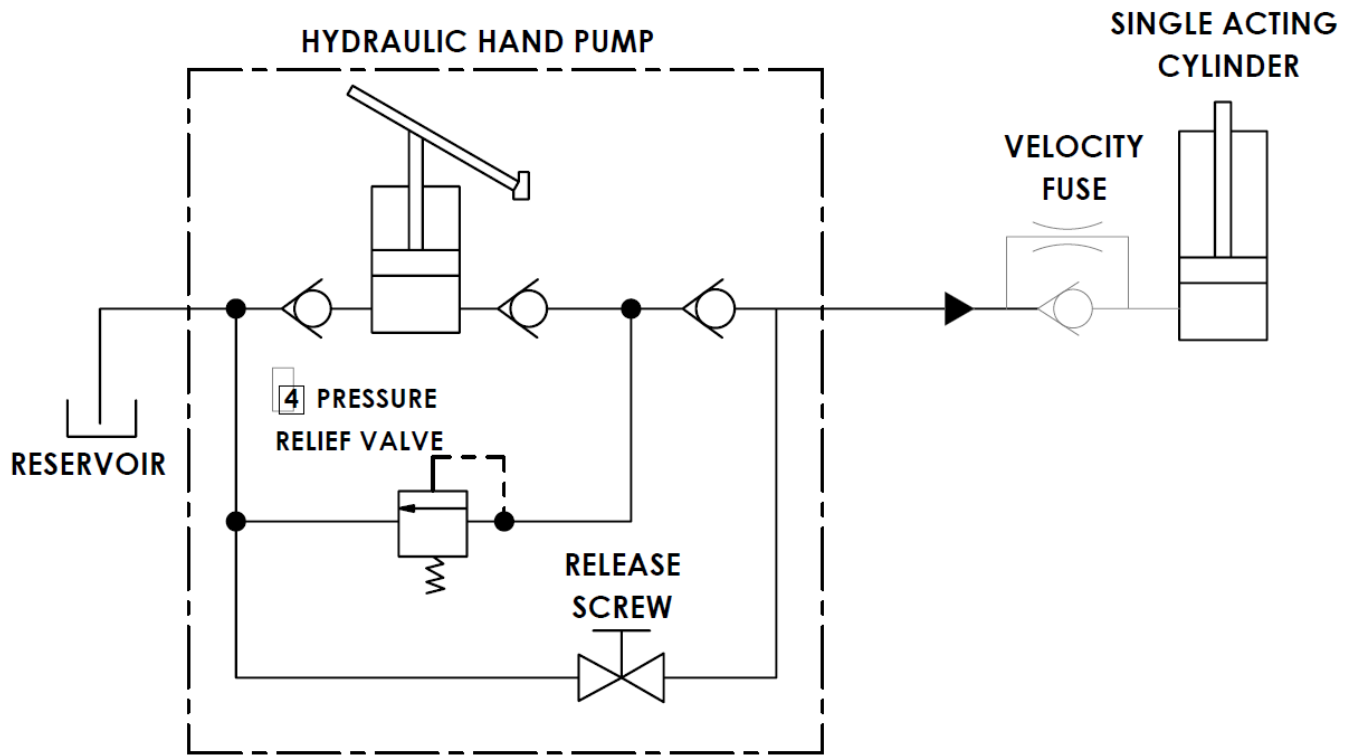 HYDRAULIC HAND PUMP
SINGLE ACTING
CYLINDER
VELOCITY
FUSE
4 PRESSURE
RELIEF VALVE
RESERVOIR
RELEASE
SCREW